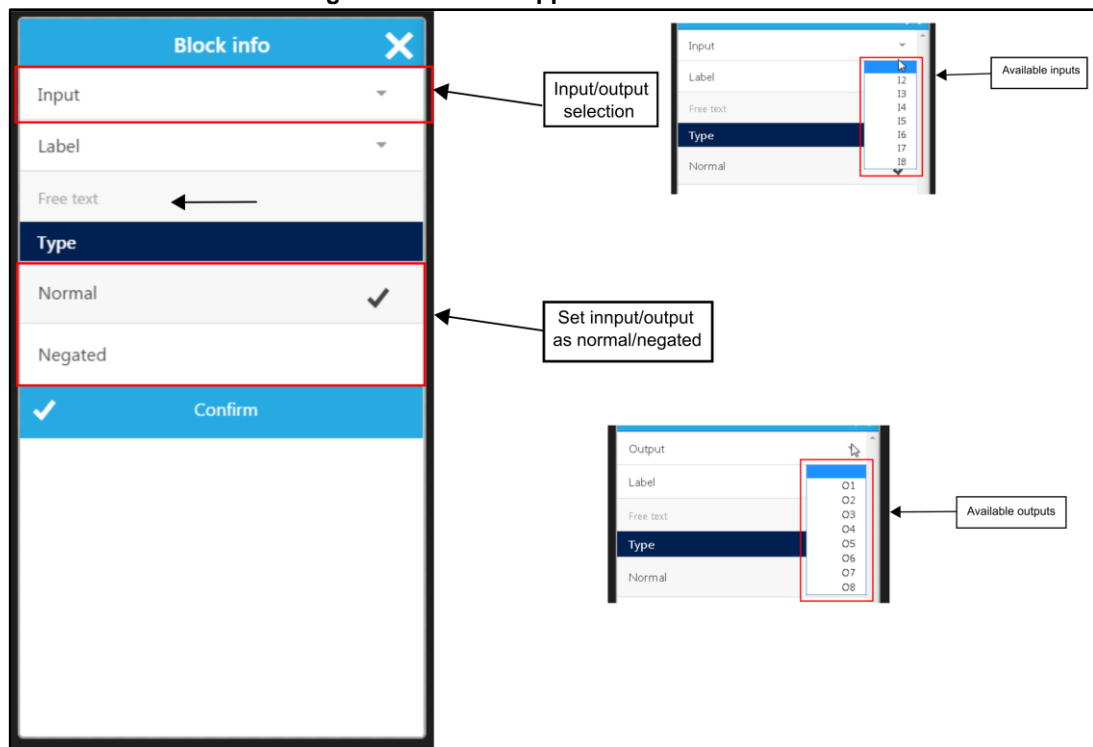 Block info
Input
Label
Free text
Type
Normal
Negated
Confirm
Input/output
selection
Set innput/output
as normal/negated
Input
Label
Free text
Type
Normal
I2
I3
I4
I5
I6
I7
I8
Available inputs
Output
Label
Free text
Type
Normal
O1
O2
O3
O4
O5
O6
O7
O8
Available outputs